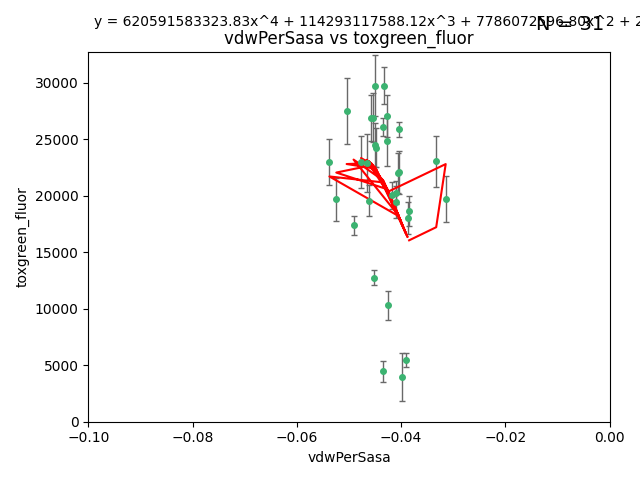 y = 620591583323.83x^4 + 114293117588.12x^3 + 7786072596.80x^2 + 2
N = 31
vdwPerSasa vs toxgreen_fluor
30000
25000
20000
15000
10000
5000
0
toxgreen_fluor
−0.10 −0.08 −0.06 −0.04 −0.02 0.00
vdwPerSasa